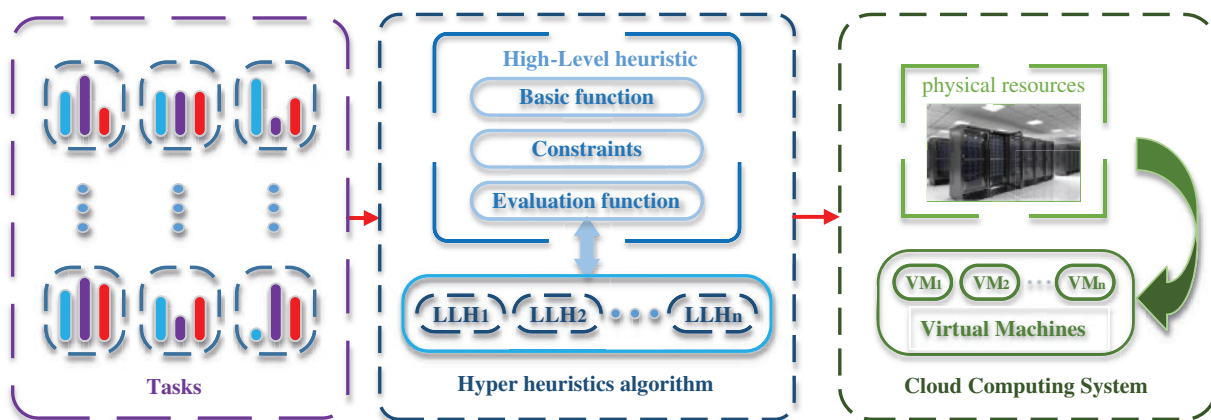 High-Level heuristic
Basic function
Constraints
Evaluation function
LLH1 LLH2 LLHn
Tasks
Hyper heuristics algorithm
physical resources
VM1 VM2 VMn
Virtual Machines
Cloud Computing System